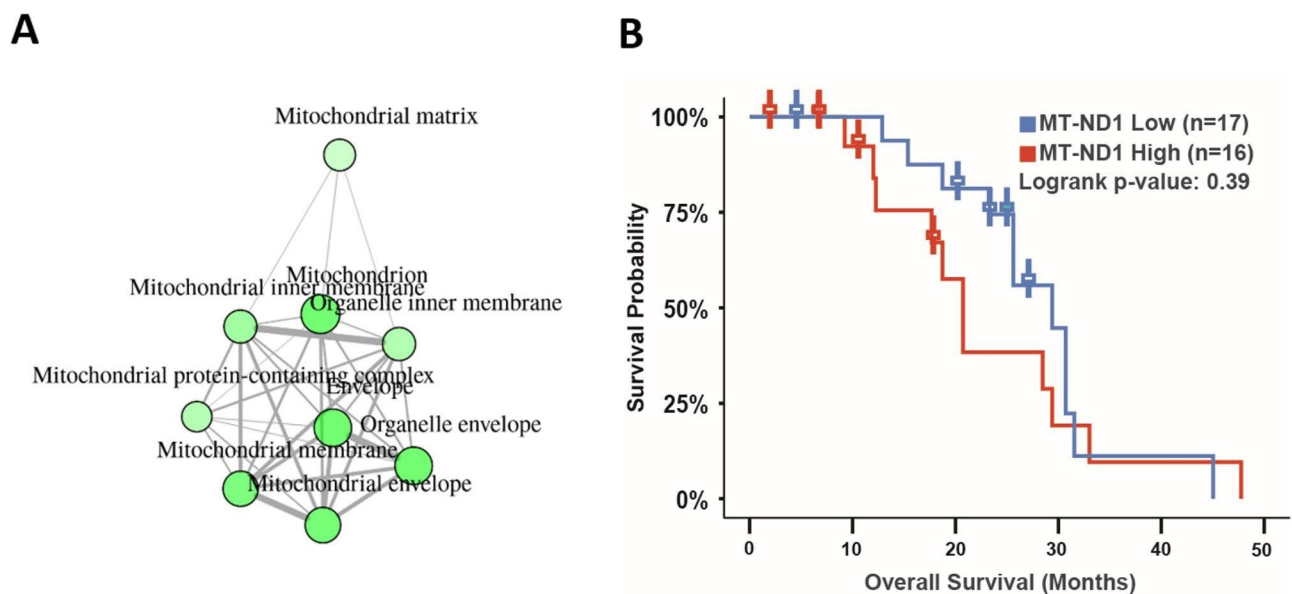 A
Mitochondrial matrix
Mitochondrion
Mitochondrial inner membrane
Organelle inner membrane
Mitochondrial protein-containing complex
Envelope
Organelle envelope
Mitochondrial membrane
Mitochondrial envelope
B
100%
75%
50%
25%
0%
Survival Probability
MT-ND1 Low (n=17)
MT-ND1 High (n=16)
Logrank p-value: 0.39
0 10 20 30 40 50
Overall Survival (Months)